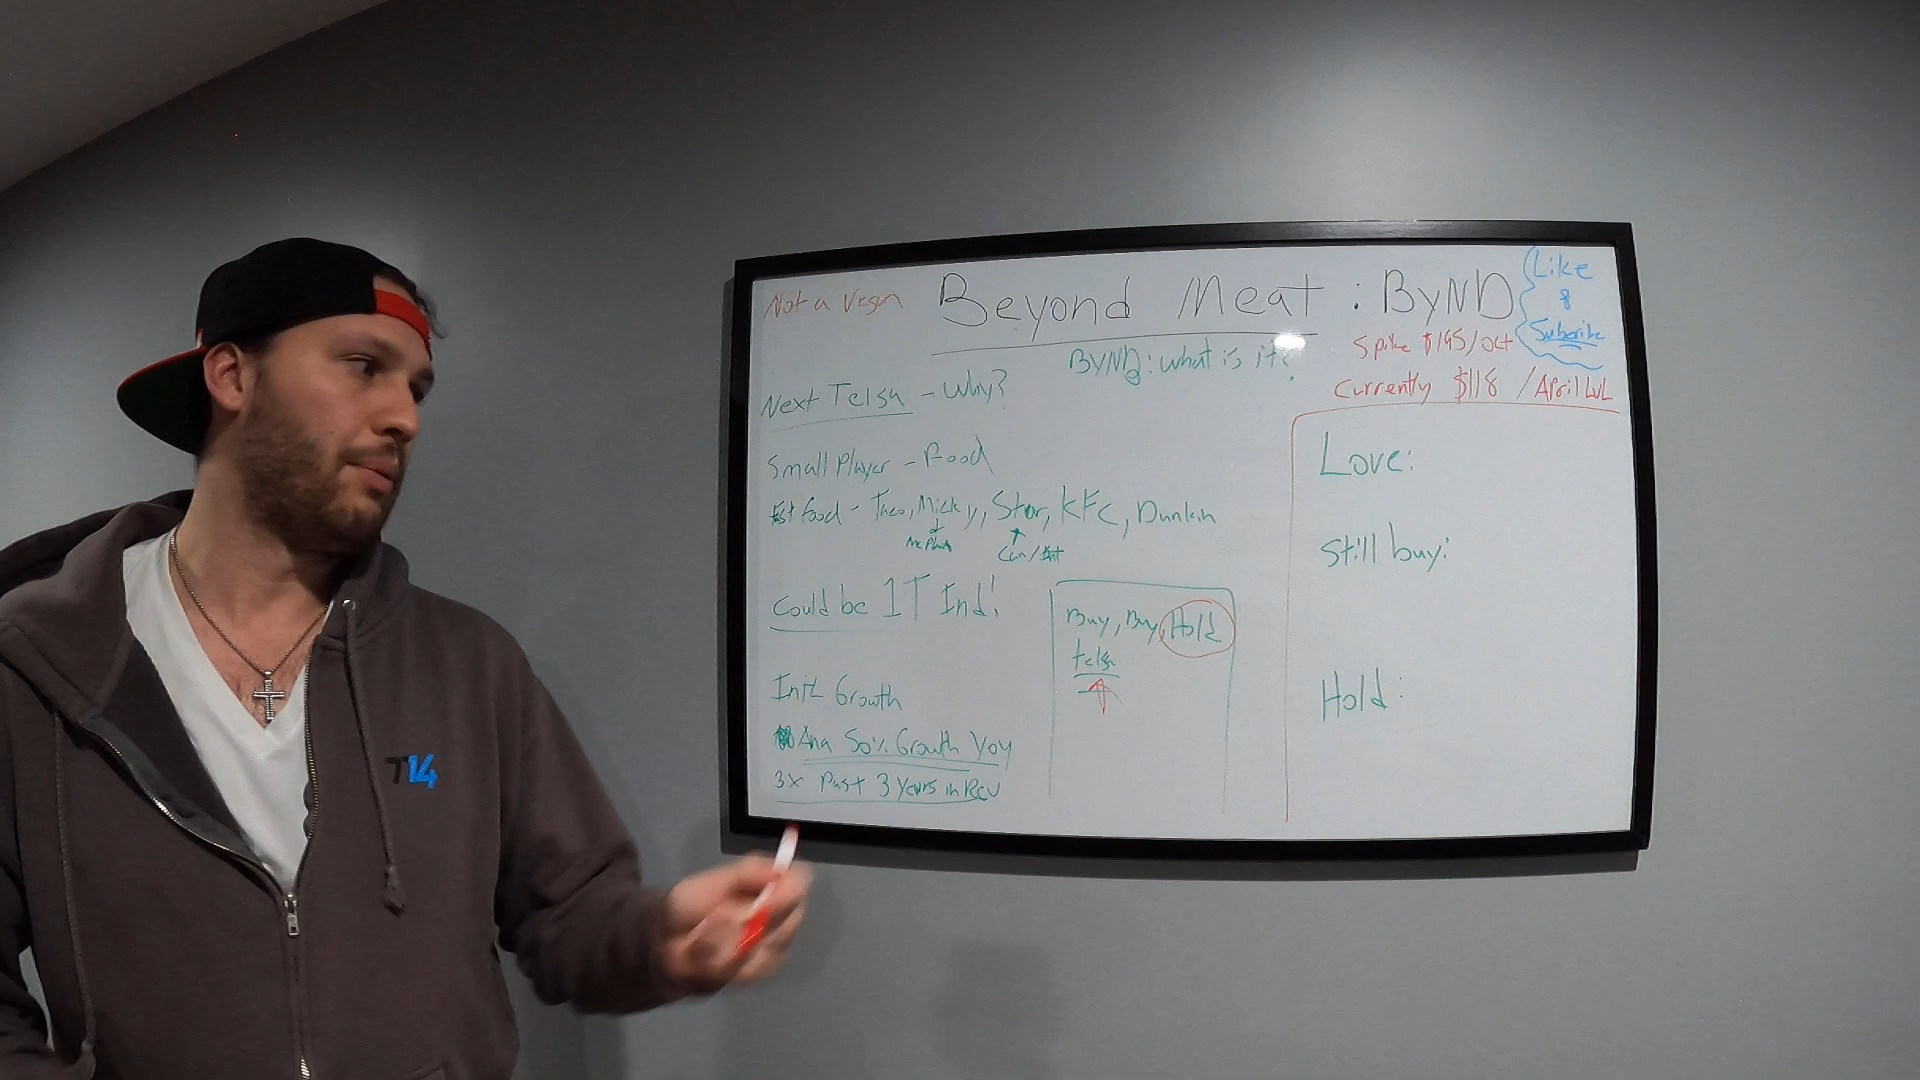 Not a Vegan
Beyond Meat : BYND
Like
&
Subscribe
Spike $195/Oct
Currently $118 /April LVL
BYND: what is it?
Next Telsa - Why?
Small Player - Food
Fast food - Taco, Micky, Star, KFC, Dunkin
Could be 1T Ind!
Buy, Buy, Hold
telsa
Growth
Ana 50% Growth YoY
3x Past 3 Years in Rev
Love:
Still buy:
Hold:
714